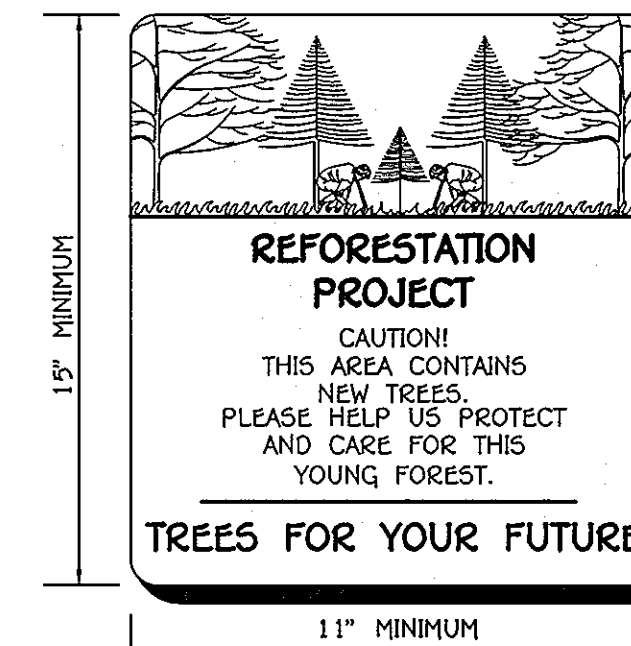 15" MINIMUM
REFORESTATION
PROJECT
CAUTION!
THIS AREA CONTAINS
NEW TREES.
PLEASE HELP US PROTECT
AND CARE FOR THIS
YOUNG FOREST.
TREES FOR YOUR FUTURE
11" MINIMUM